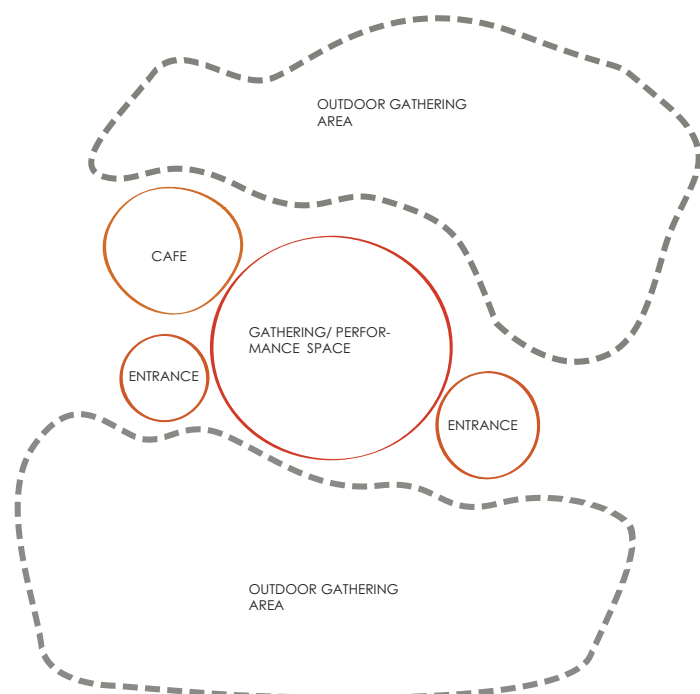 OUTDOOR GATHERING
AREA
CAFE
GATHERING/ PERFOR-
MANCE  SPACE
ENTRANCE
ENTRANCE
OUTDOOR GATHERING
AREA